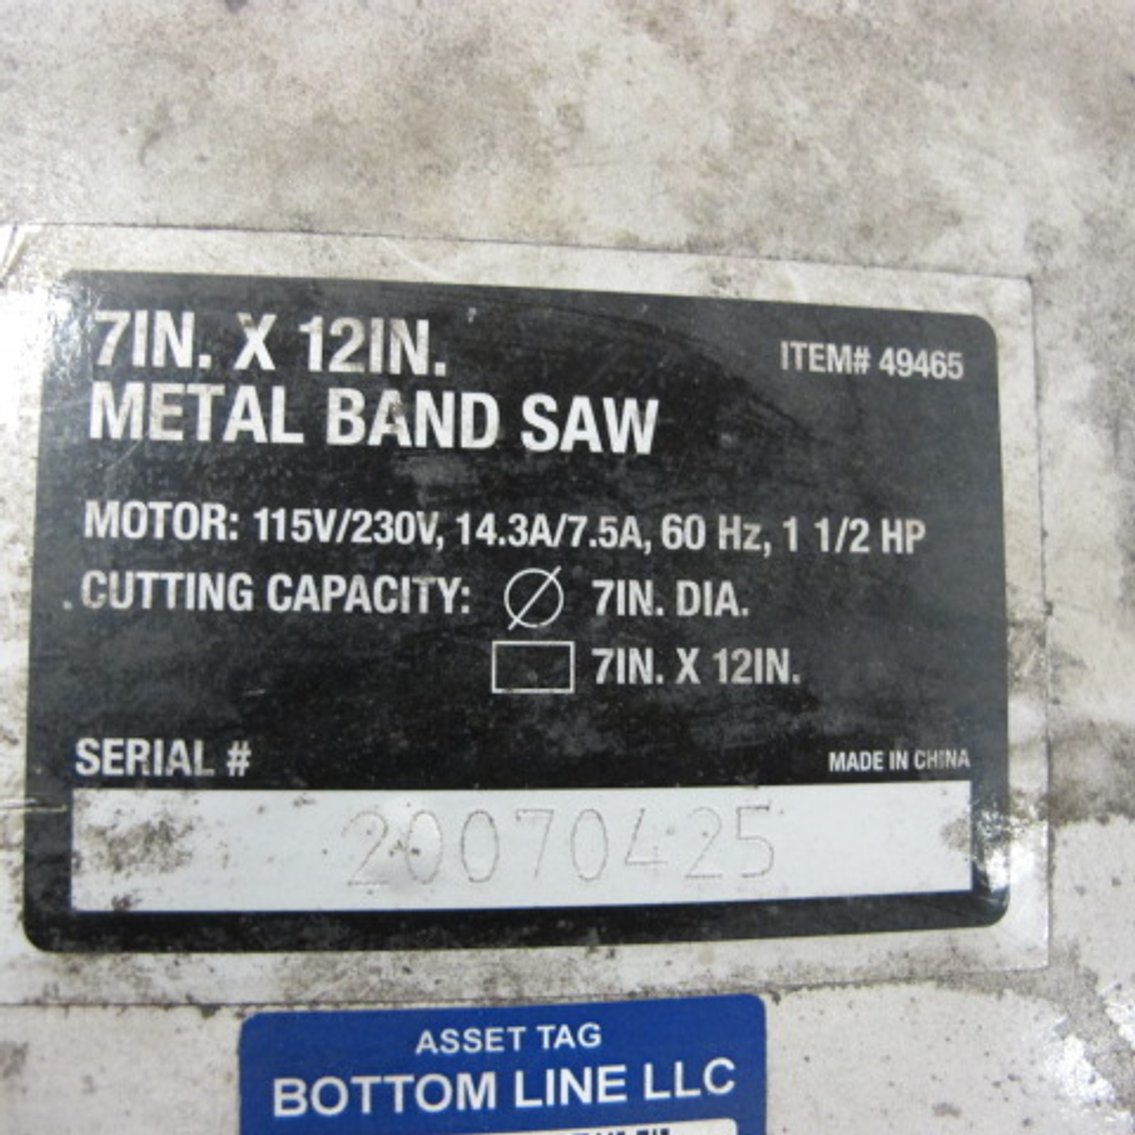 7IN. X 12IN.
ITEM# 49465
METAL BAND SAW
MOTOR: 115V/230V, 14.3A/7.5A, 60 Hz, 1 1/2 HP
CUTTING CAPACITY: Ø 7IN. DIA.
7IN. X 12IN.
SERIAL #
MADE IN CHINA
20070425
ASSET TAG
BOTTOM LINE LLC